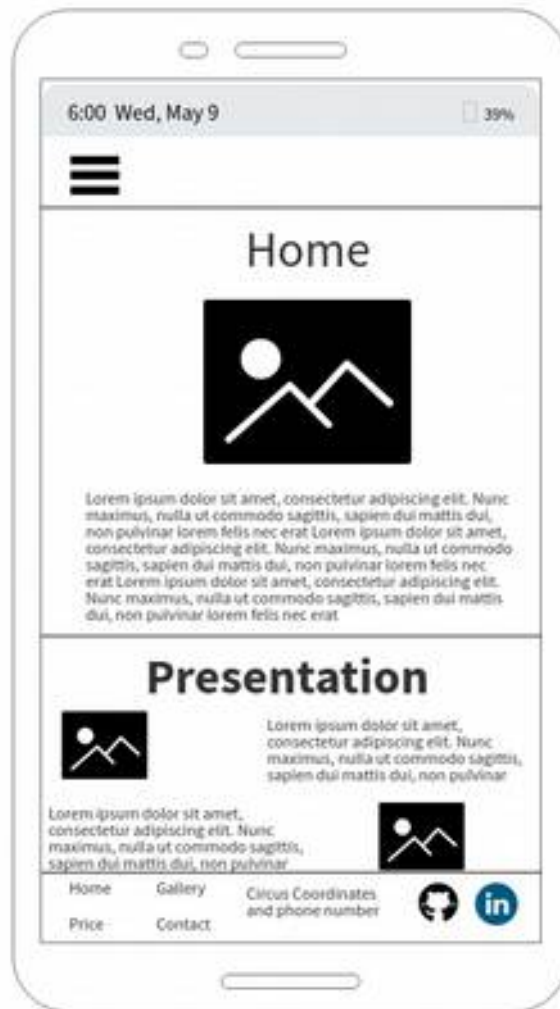 6:00 Wed, May 9
39%
Home
Lorem ipsum dolor sit amet, consectetur adipiscing elit. Nunc
maximus, nulla ut commodo sagittis, sapien dui mattis dui,
non pulvinar lorem felis nec erat Lorem ipsum dolor sit amet,
consectetur adipiscing elit. Nunc maximus, nulla ut commodo
sagittis, sapien dui mattis dui, non pulvinar lorem felis nec
erat Lorem ipsum dolor sit amet, consectetur adipiscing elit.
Nunc maximus, nulla ut commodo sagittis, sapien dui mattis
dui, non pulvinar lorem felis nec erat
Presentation
Lorem ipsum dolor sit amet,
consectetur adipiscing elit. Nunc
maximus, nulla ut commodo sagittis,
sapien dui mattis dui, non pulvinar
Lorem ipsum dolor sit amet,
consectetur adipiscing elit. Nunc
maximus, nulla ut commodo sagittis,
sapien dui mattis dui, non pulvinar
Home
Gallery
Price
Contact
Circus Coordinates
and phone number
in